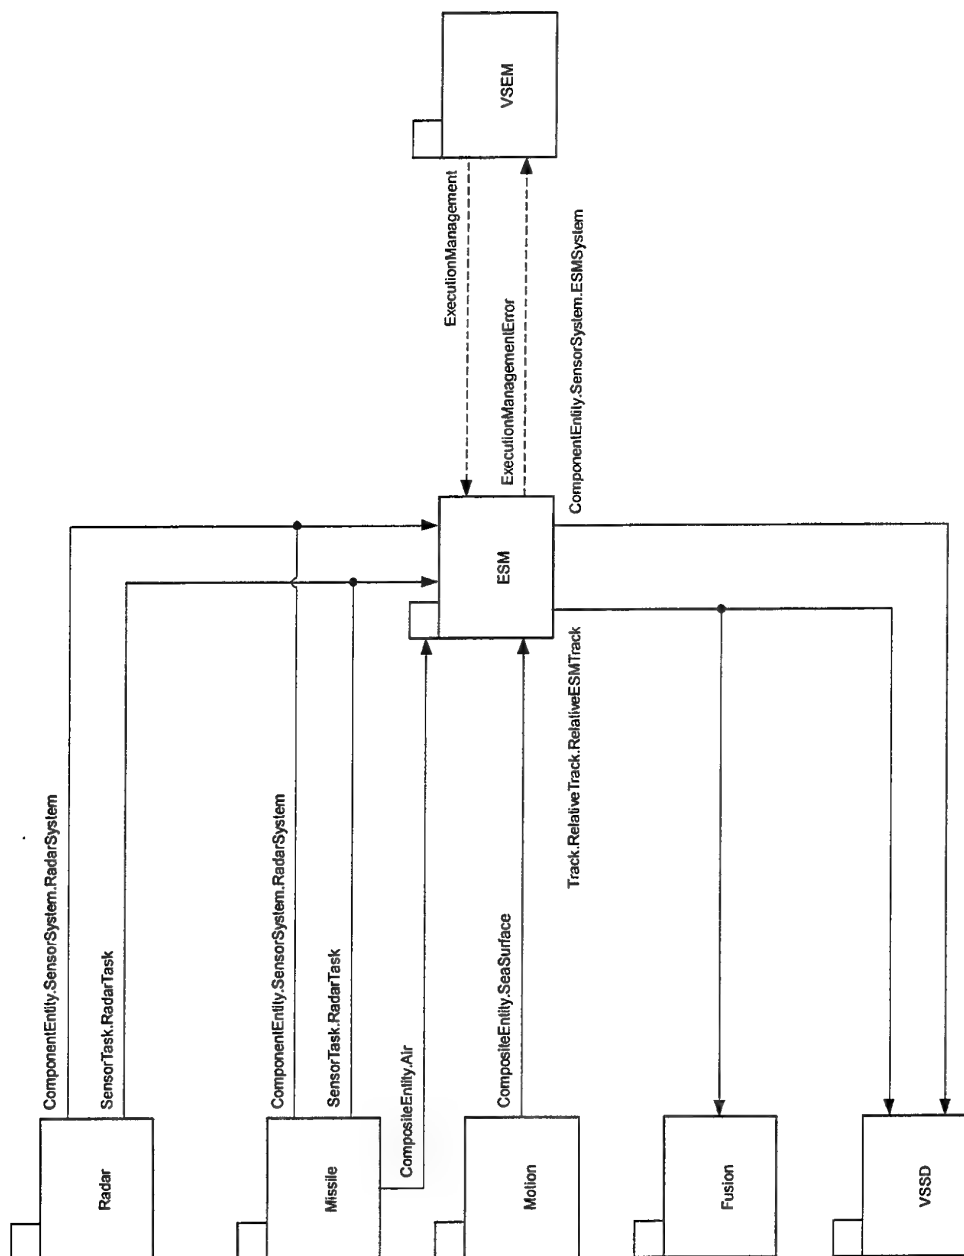 VSEM
ExecutionManagement
ExecutionManagementError
ComponentEntity.SensorSystem.ESMSystem
ESM
ComponentEntity.SensorSystem.RadarSystem
SensorTask.RadarTask
ComponentEntity.SensorSystem.RadarSystem
SensorTask.RadarTask
CompositeEntity.Air
CompositeEntity.SeaSurface
Track.RelativeTrack.RelativeESMTrack
Radar
Missile
Motion
Fusion
VSSD